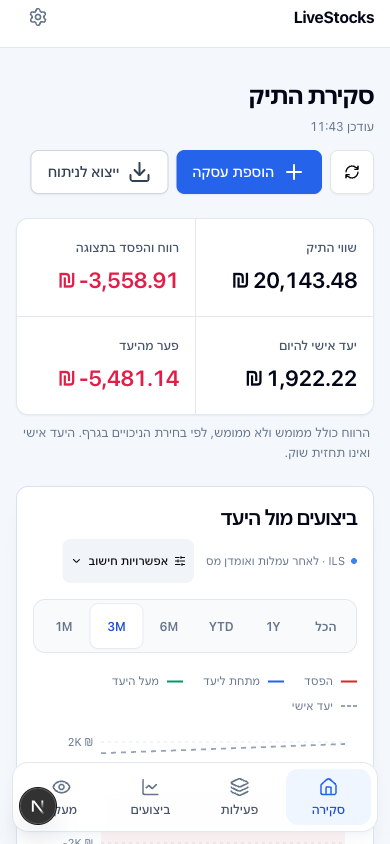 LiveStocks
סקירת התיק
עודכן 11:43
הוספת עסקה
ייצוא לניתוח
שווי התיק
20,143.48 ₪
רווח והפסד בתצוגה
-3,558.91 ₪
יעד אישי להיום
1,922.22 ₪
פער מהיעד
-5,481.14 ₪
הרווח כולל ממומש ולא ממומש, לפי בחירת הניכויים בגרף. היעד אישי
ואינו תחזית שוק.
ביצועים מול היעד
ILS · לאחר עמלות ואומדן מס
אפשרויות חישוב
הכל 1Y YTD 6M 3M 1M
הפסד מתחת ליעד מעל היעד
יעד אישי
2K ₪
-2K ₪
סקירה
פעילות
ביצועים
N